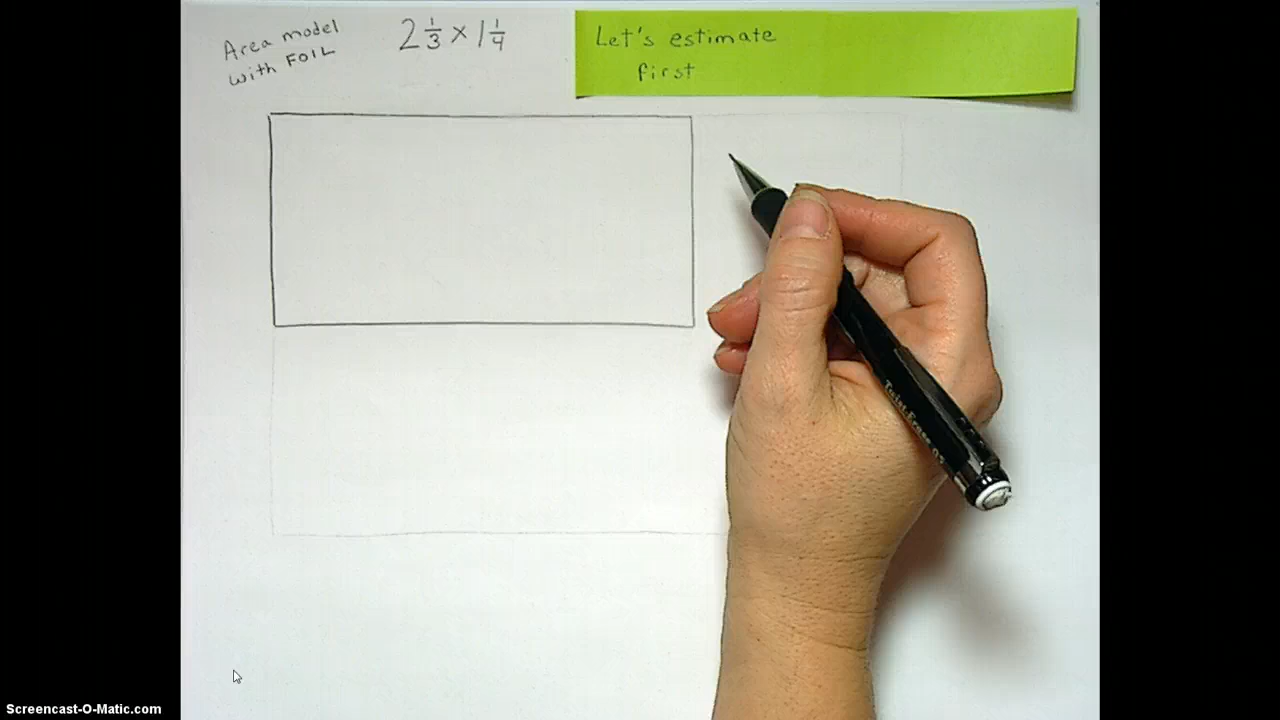 Area model
with FOIL
2 1/3 × 1 1/4
Let's estimate
first
Screencast-O-Matic.com